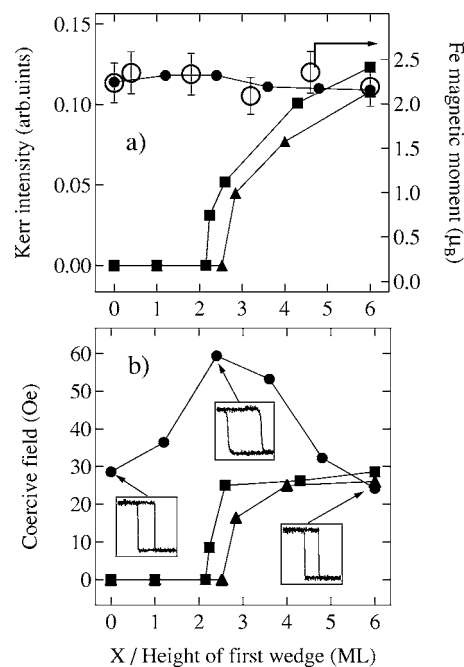 0.15
0.10
0.05
0.00
Kerr intensity (arb.uints)
a)
2.5
2.0
1.5
1.0
0.5
0.0
Fe magnetic moment (μB)
0 1 2 3 4 5 6
b)
60
50
40
30
20
10
0
Coercive field (Oe)
0 1 2 3 4 5 6
X / Height of first wedge (ML)